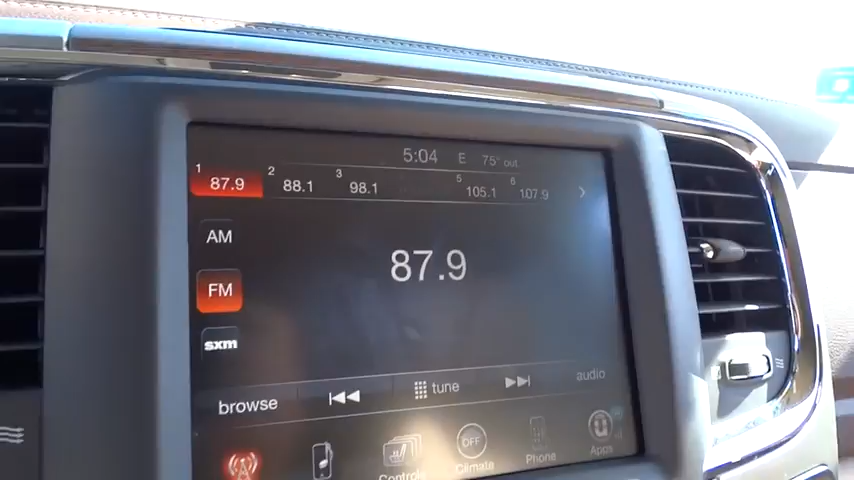 5:04 E 75° out
1 87.9 2 88.1 3 98.1 5 105.1 6 107.9
AM
87.9
FM
sxm
browse tune audio
OFF
Controls Climate Phone Apps